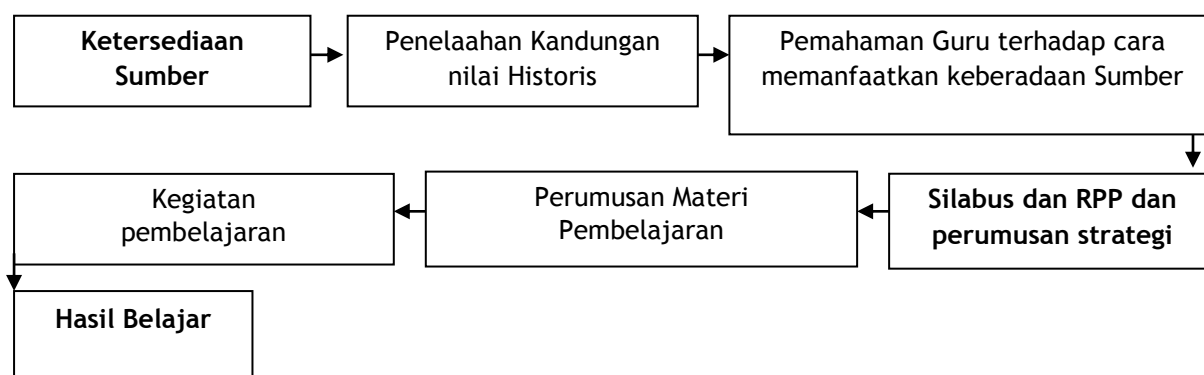 Ketersediaan
Sumber
Penelaahan Kandungan
nilai Historis
Pemahaman Guru terhadap cara
memanfaatkan keberadaan Sumber
Silabus dan RPP dan
perumusan strategi
Perumusan Materi
Pembelajaran
Kegiatan
pembelajaran
Hasil Belajar